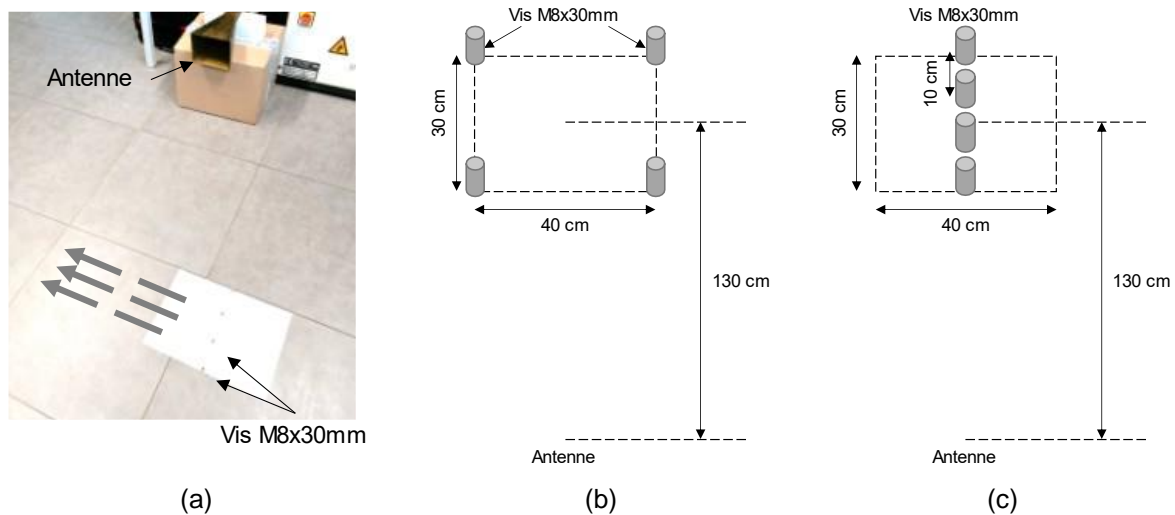 Antenne
Vis M8x30mm
(a)
Vis M8x30mm
30 cm
40 cm
130 cm
Antenne
(b)
Vis M8x30mm
10 cm
30 cm
40 cm
130 cm
Antenne
(c)